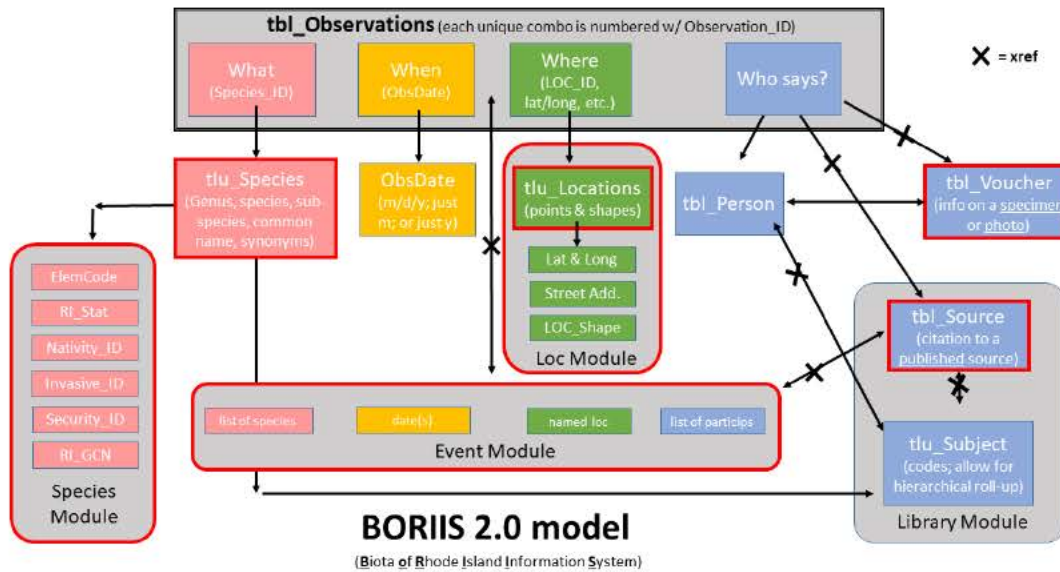 tbl_Observations (each unique combo is numbered w/ Observation_ID)
What
(Species_ID)
When
(ObsDate)
Where
(LOC_ID,
lat/long, etc.)
Who says?
X = xref
tlu_Species
(Genus, species, sub-
species, common
name, synonyms)
ObsDate
(m/d/y; just
m; or just y)
tlu_Locations
(points & shapes)
Lat & Long
Street Add.
LOC_Shape
Loc Module
tbl_Person
tbl_Voucher
(info on a specimen
or photo)
ElemCode
RI_Stat
Nativity_ID
Invasive_ID
Security_ID
RI_GCN
Species
Module
tbl_Source
(citation to a
published source)
tlu_Subject
(codes; allow for
hierarchical roll-up)
Library Module
list of species
date(s)
named loc
list of particips
Event Module
BORIIS 2.0 model
(Biota of Rhode Island Information System)